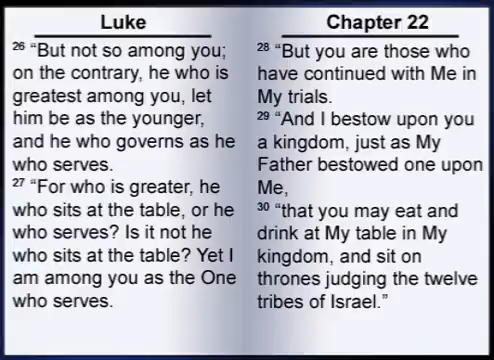 Luke
²⁶ “But not so among you;
on the contrary, he who is
greatest among you, let
him be as the younger,
and he who governs as he
who serves.
²⁷ “For who is greater, he
who sits at the table, or he
who serves? Is it not he
who sits at the table? Yet I
am among you as the One
who serves.
Chapter 22
²⁸ “But you are those who
have continued with Me in
My trials.
²⁹ “And I bestow upon you
a kingdom, just as My
Father bestowed one upon
Me,
³⁰ “that you may eat and
drink at My table in My
kingdom, and sit on
thrones judging the twelve
tribes of Israel.”